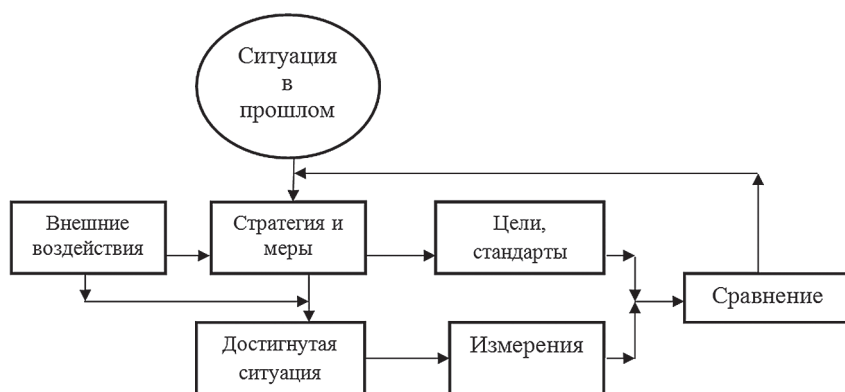 Ситуация
в
прошлом
Внешние
воздействия
Стратегия и
меры
Цели,
стандарты
Сравнение
Достигнутая
ситуация
Измерения